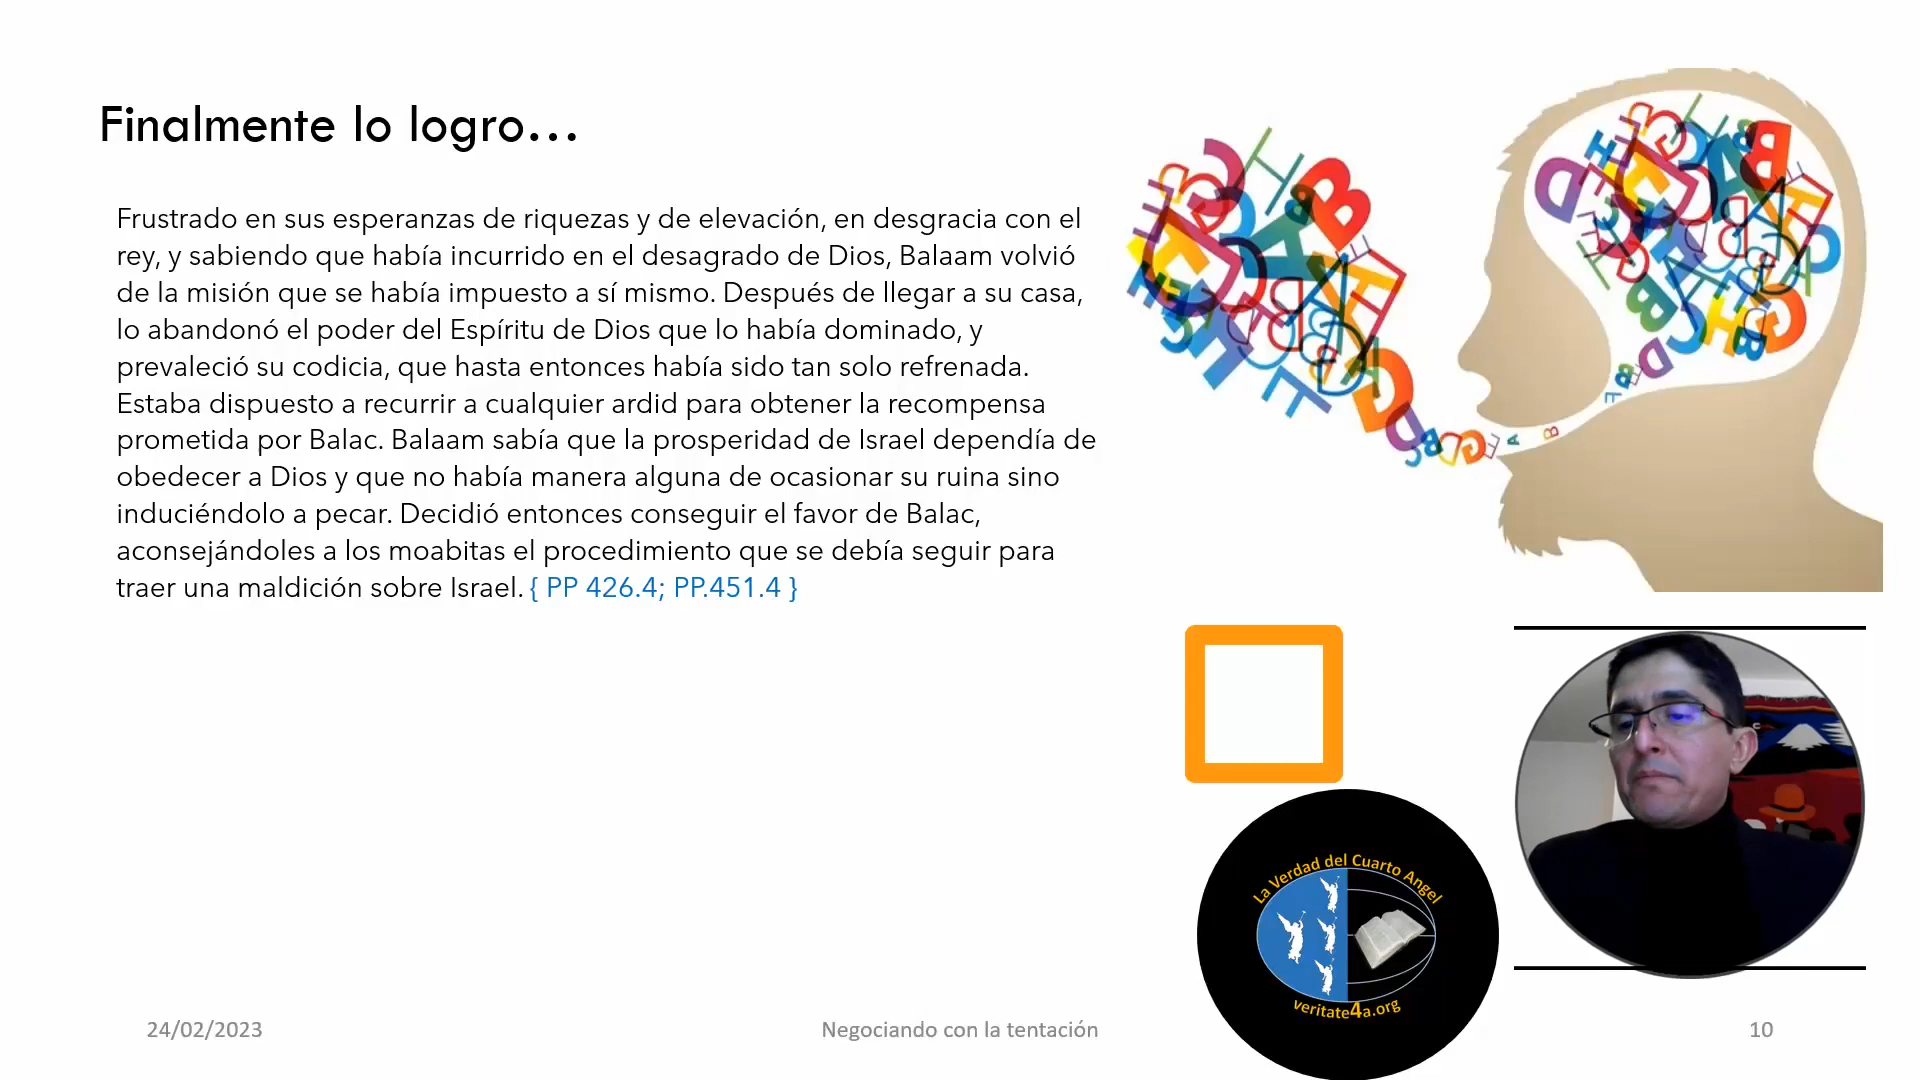 Finalmente lo logro...
Frustrado en sus esperanzas de riquezas y de elevación, en desgracia con el
rey, y sabiendo que había incurrido en el desagrado de Dios, Balaam volvió
de la misión que se había impuesto a sí mismo. Después de llegar a su casa,
lo abandonó el poder del Espíritu de Dios que lo había dominado, y
prevaleció su codicia, que hasta entonces había sido tan solo refrenada.
Estaba dispuesto a recurrir a cualquier ardid para obtener la recompensa
prometida por Balac. Balaam sabía que la prosperidad de Israel dependía de
obedecer a Dios y que no había manera alguna de ocasionar su ruina sino
induciéndolo a pecar. Decidió entonces conseguir el favor de Balac,
aconsejándoles a los moabitas el procedimiento que se debía seguir para
traer una maldición sobre Israel. { PP 426.4; PP.451.4 }
La Verdad del Cuarto Angel
veritate4a.org
24/02/2023
Negociando con la tentación
10